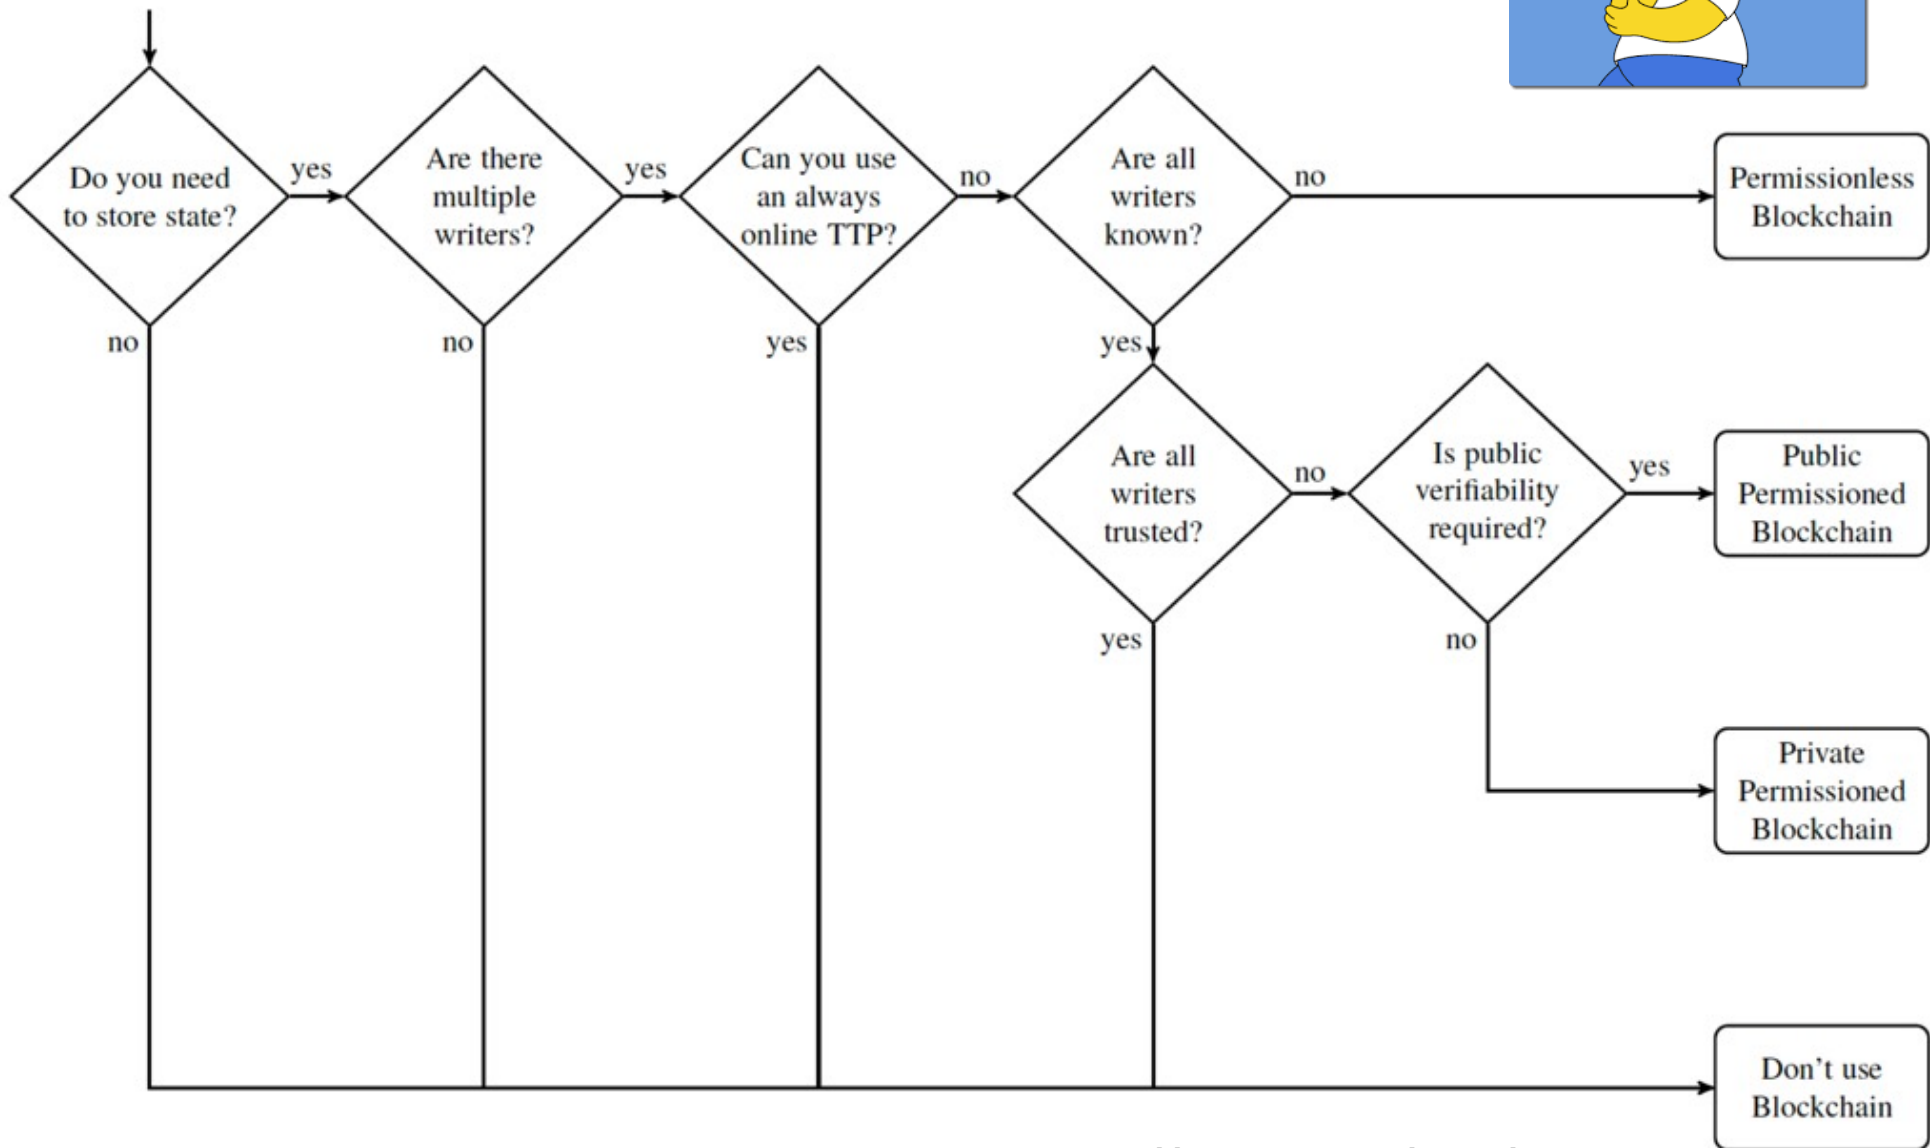 Do you need
to store state?
yes
Are there
multiple
writers?
yes
Can you use
an always
online TTP?
no
Are all
writers
known?
no
Permissionless
Blockchain
no
no
yes
yes
Are all
writers
trusted?
no
Is public
verifiability
required?
yes
Public
Permissioned
Blockchain
yes
no
Private
Permissioned
Blockchain
Don't use
Blockchain